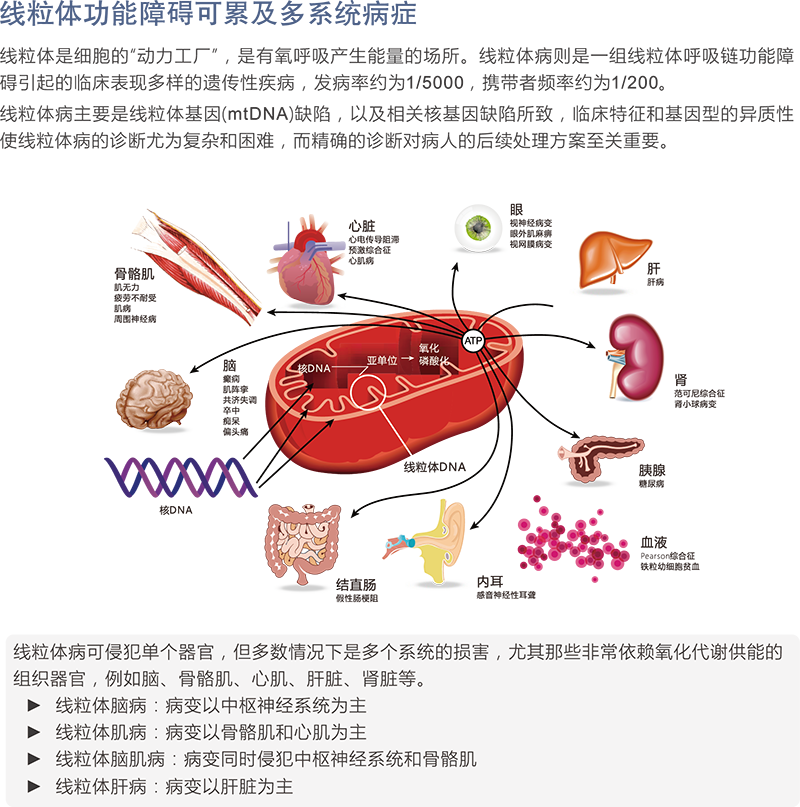 线粒体功能障碍可累及多系统病症
线粒体是细胞的“动力工厂”，是有氧呼吸产生能量的场所。线粒体病则是一组线粒体呼吸链功能障
碍引起的临床表现多样的遗传性疾病，发病率约为1/5000，携带者频率约为1/200。
线粒体病主要是线粒体基因(mtDNA)缺陷，以及相关核基因缺陷所致，临床特征和基因型的异质性
使线粒体病的诊断尤为复杂和困难，而精确的诊断对病人的后续处理方案至关重要。
骨骼肌
肌无力
疲劳不耐受
肌病
周围神经病
心脏
心电传导阻滞
预激综合征
心肌病
眼
视神经病变
眼外肌麻痹
视网膜病变
肝
肝病
脑
癫痫
肌阵挛
共济失调
卒中
痴呆
偏头痛
核DNA
亚单位
氧化
磷酸化
ATP
线粒体DNA
肾
范可尼综合征
肾小球病变
胰腺
糖尿病
核DNA
结直肠
假性肠梗阻
内耳
感音神经性耳聋
血液
Pearson综合征
铁粒幼细胞贫血
线粒体病可侵犯单个器官，但多数情况下是多个系统的损害，尤其那些非常依赖氧化代谢供能的
组织器官，例如脑、骨骼肌、心肌、肝脏、肾脏等。
▶ 线粒体脑病：病变以中枢神经系统为主
▶ 线粒体肌病：病变以骨骼肌和心肌为主
▶ 线粒体脑肌病：病变同时侵犯中枢神经系统和骨骼肌
▶ 线粒体肝病：病变以肝脏为主